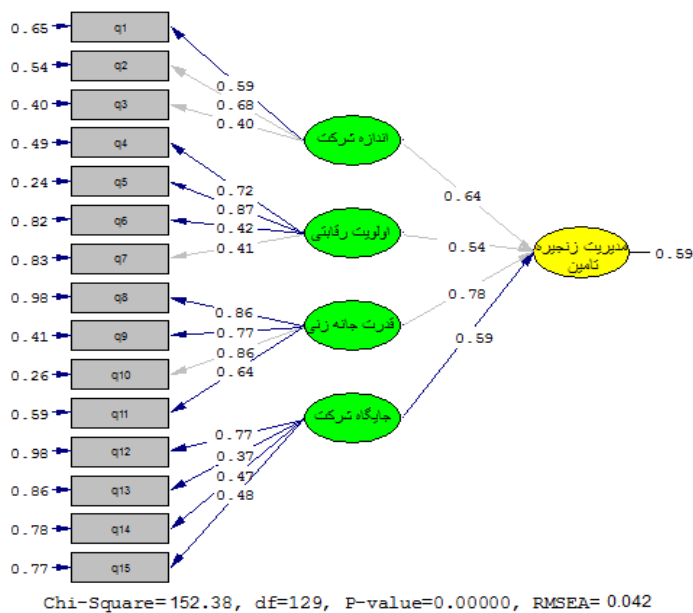 0.65 q1
0.54 q2
0.40 q3
0.49 q4
0.24 q5
0.82 q6
0.83 q7
0.98 q8
0.41 q9
0.26 q10
0.59 q11
0.98 q12
0.86 q13
0.78 q14
0.77 q15
0.59
0.68
0.40
0.72
0.87
0.42
0.41
0.86
0.77
0.86
0.64
0.77
0.37
0.47
0.48
اندازه شرکت
اولویت رقابتی
قدرت چانه زنی
جایگاه شرکت
0.64
0.54
0.78
0.59
مدیریت زنجیره
تامین
0.59
Chi-Square=152.38, df=129, P-value=0.00000, RMSEA= 0.042